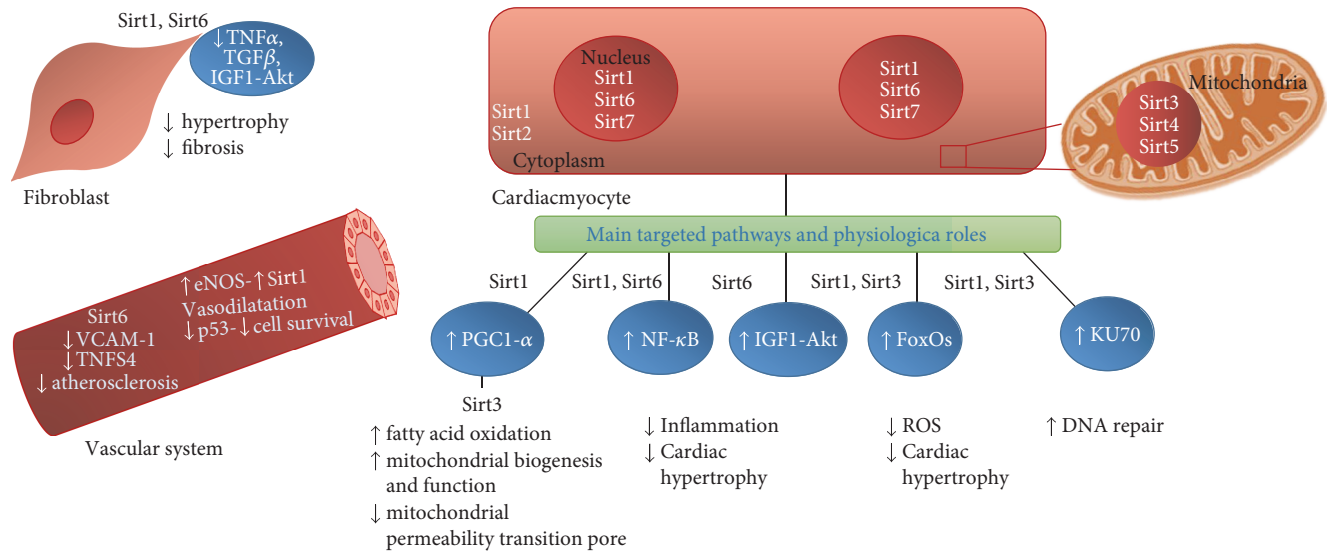 Sirt1, Sirt6
↓TNFα,
TGFβ,
IGF1-Akt
↓ hypertrophy
↓ fibrosis
Fibroblast
Nucleus
Sirt1
Sirt6
Sirt7
Sirt1
Sirt6
Sirt7
Sirt1
Sirt2
Cytoplasm
Cardiacmyocyte
Mitochondria
Sirt3
Sirt4
Sirt5
↑eNOS-↑Sirt1
Vasodilatation
↓p53-↓cell survival
Sirt6
↓VCAM-1
↓TNFS4
↓atherosclerosis
Vascular system
Main targeted pathways and physiologica roles
Sirt1
Sirt1, Sirt6
Sirt6
Sirt1, Sirt3
Sirt1, Sirt3
↑ PGC1-α
↑ NF-κB
↑ IGF1-Akt
↑ FoxOs
↑ KU70
Sirt3
↑ fatty acid oxidation
↑ mitochondrial biogenesis
and function
↓ mitochondrial
permeability transition pore
↓ Inflammation
↓ Cardiac
hypertrophy
↓ ROS
↓ Cardiac
hypertrophy
↑ DNA repair